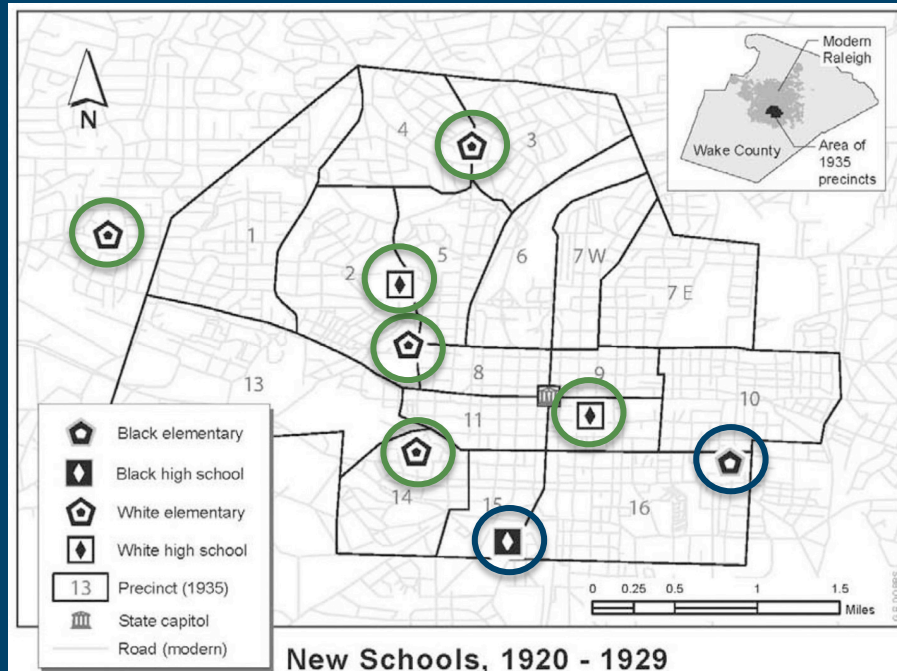 N
Modern
Raleigh
Wake County
Area of
1935
precincts
4
3
1
2
5
6
7 W
7 E
13
8
9
10
11
14
15
16
Black elementary
Black high school
White elementary
White high school
13 Precinct (1935)
State capitol
Road (modern)
0 0.25 0.5 1 1.5
Miles
New Schools, 1920 - 1929